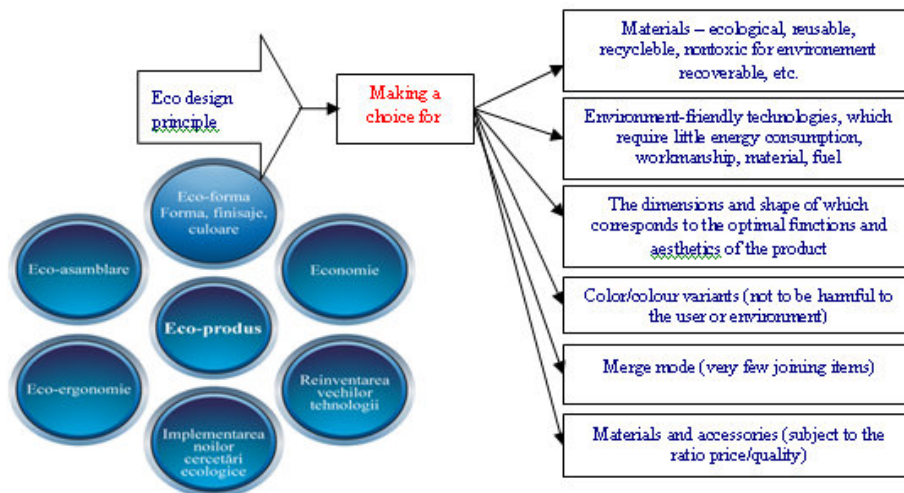 Eco design
principle
Making a
choice for
Materials – ecological, reusable,
recycleble, nontoxic for environement
recoverable, etc.
Environment-friendly technologies, which
require little energy consumption,
workmanship, material, fuel
The dimensions and shape of which
corresponds to the optimal functions and
aesthetics of the product
Color/colour variants (not to be harmful to
the user or environment)
Merge mode (very few joining items)
Materials and accessories (subject to the
ratio price/quality)
Eco-forma
Forma, finisaje,
culoare
Eco-asamblare
Economie
Eco-produs
Eco-ergonomie
Reinventarea
vechilor
tehnologii
Implementarea
noilor
cercetări
ecologice